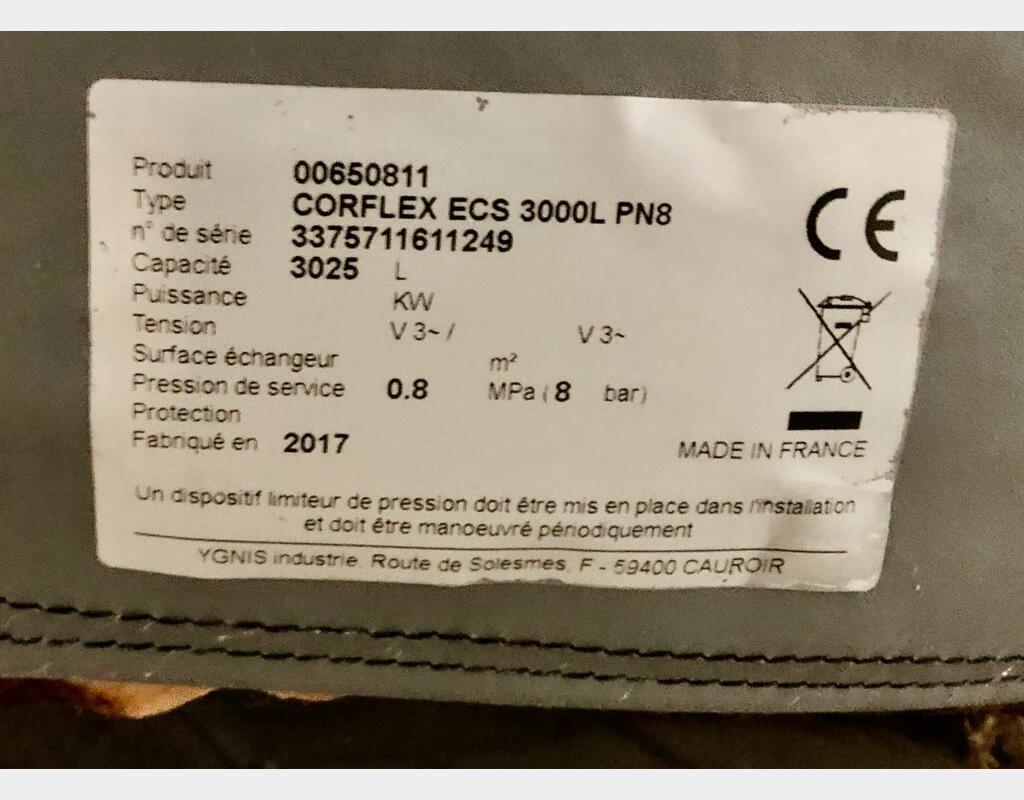 Produit 00650811
Type CORFLEX ECS 3000L PN8
n° de série 3375711611249
Capacité 3025 L
Puissance KW
Tension V 3~ / V 3~
Surface échangeur m²
Pression de service 0.8 MPa ( 8 bar)
Protection
Fabriqué en 2017
CE
MADE IN FRANCE
Un dispositif limiteur de pression doit être mis en place dans l'installation
et doit être manoeuvré périodiquement
YGNIS industrie, Route de Solesmes, F - 59400 CAUROIR